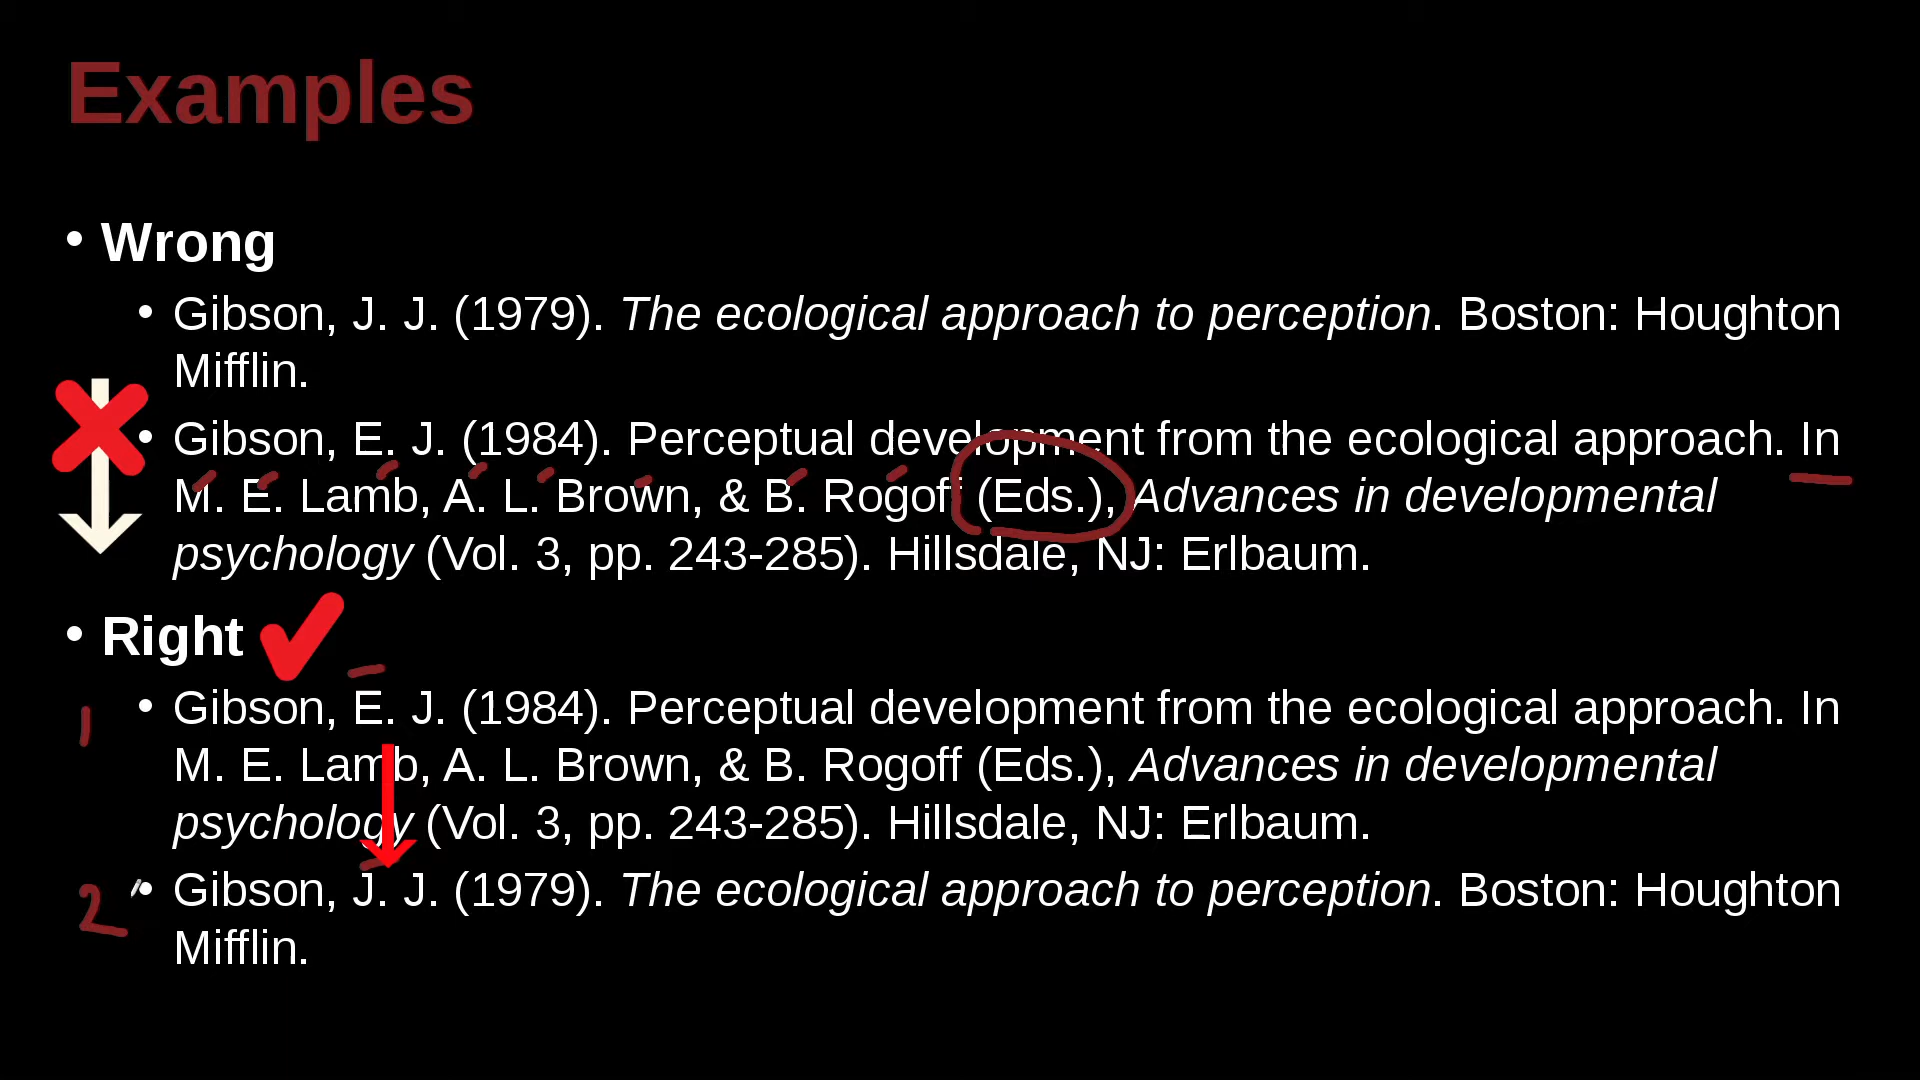 Examples
• Wrong
• Gibson, J. J. (1979). The ecological approach to perception. Boston: Houghton
Mifflin.
• Gibson, E. J. (1984). Perceptual development from the ecological approach. In
M. E. Lamb, A. L. Brown, & B. Rogoff (Eds.), Advances in developmental
psychology (Vol. 3, pp. 243-285). Hillsdale, NJ: Erlbaum.
• Right
1 • Gibson, E. J. (1984). Perceptual development from the ecological approach. In
M. E. Lamb, A. L. Brown, & B. Rogoff (Eds.), Advances in developmental
psychology (Vol. 3, pp. 243-285). Hillsdale, NJ: Erlbaum.
2 • Gibson, J. J. (1979). The ecological approach to perception. Boston: Houghton
Mifflin.